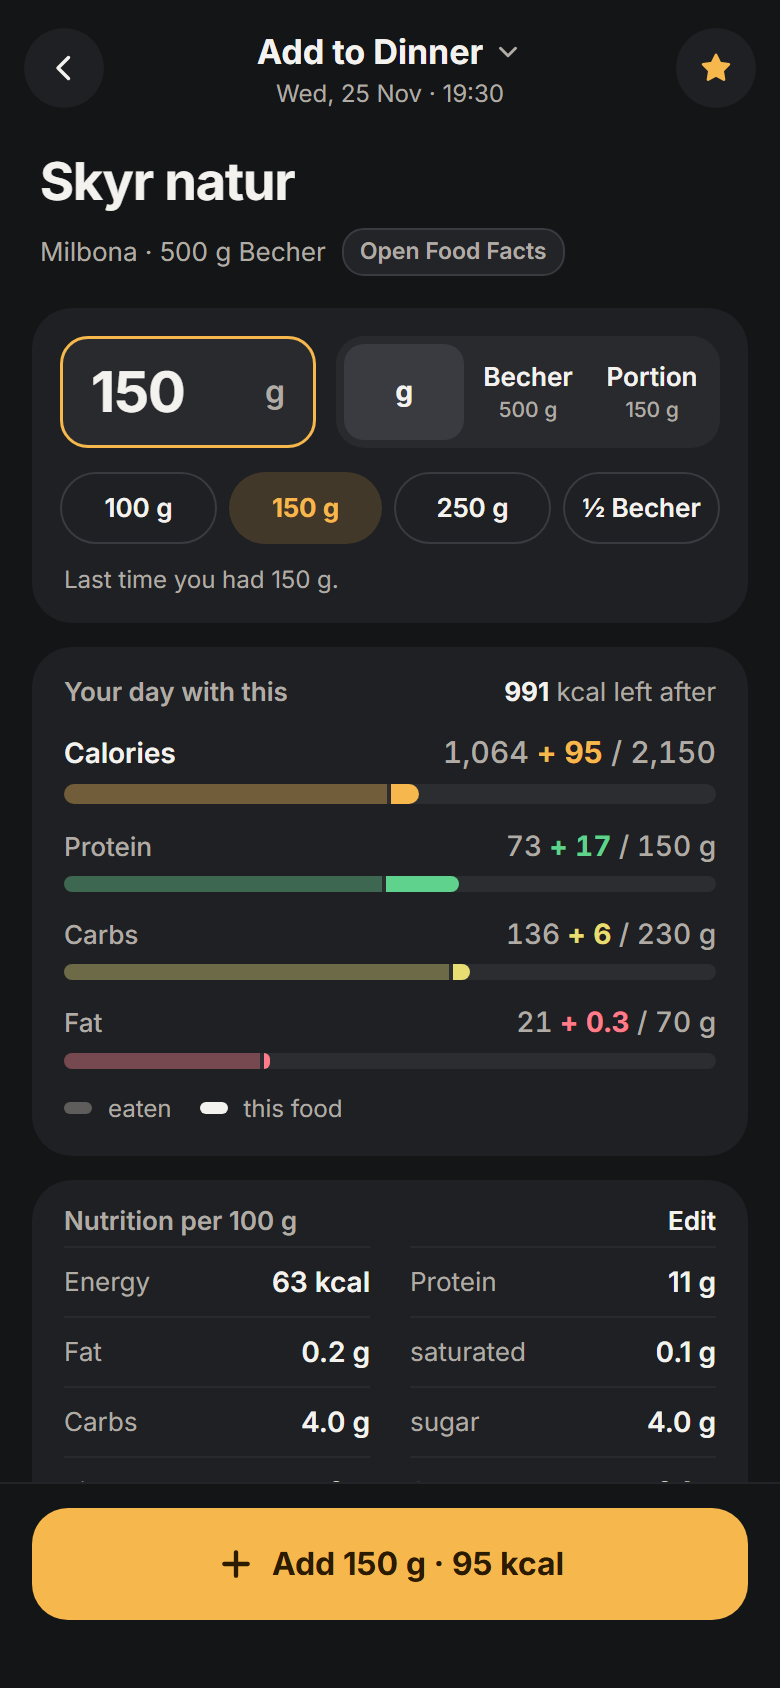 Add to Dinner
Wed, 25 Nov · 19:30
Skyr natur
Milbona · 500 g Becher Open Food Facts
150 g
g Becher Portion
500 g 150 g
100 g 150 g 250 g ½ Becher
Last time you had 150 g.
Your day with this 991 kcal left after
Calories 1,064 + 95 / 2,150
Protein 73 + 17 / 150 g
Carbs 136 + 6 / 230 g
Fat 21 + 0.3 / 70 g
eaten this food
Nutrition per 100 g Edit
Energy 63 kcal Protein 11 g
Fat 0.2 g saturated 0.1 g
Carbs 4.0 g sugar 4.0 g
+ Add 150 g · 95 kcal